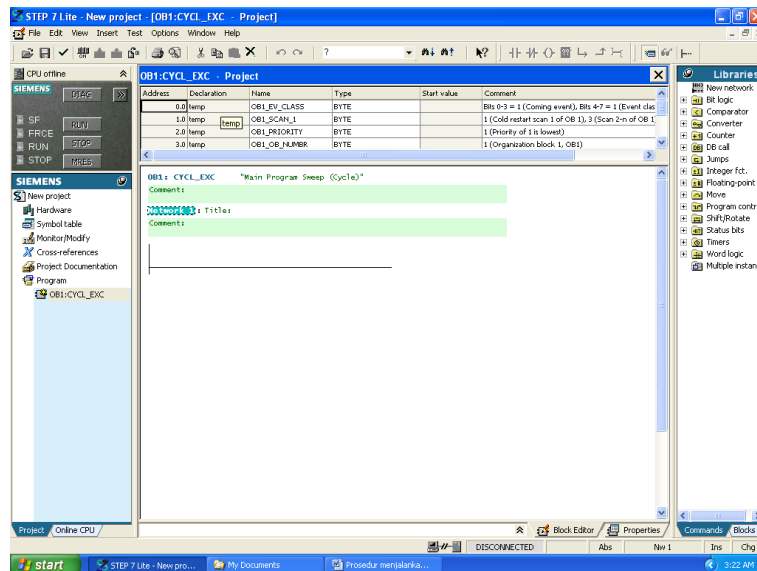 STEP 7 Lite - New project - [OB1:CYCL_EXC - Project]
File Edit View Insert Test Options Window Help
?
CPU offline
OB1:CYCL_EXC - Project
Libraries
SIEMENS
DIAG
SF
FRCE
RUN
STOP
RUN
STOP
MRES
Address Declaration Name Type Start value Comment
0.0 temp OB1_EV_CLASS BYTE Bits 0-3 = 1 (Coming event), Bits 4-7 = 1 (Event clas
1.0 temp OB1_SCAN_1 BYTE 1 (Cold restart scan 1 of OB 1), 3 (Scan 2-n of OB 1)
2.0 temp OB1_PRIORITY BYTE 1 (Priority of 1 is lowest)
3.0 temp OB1_OB_NUMBR BYTE 1 (Organization block 1, OB1)
temp
SIEMENS
New project
Hardware
Symbol table
Monitor/Modify
Cross-references
Project Documentation
Program
OB1:CYCL_EXC
OB1: CYCL_EXC "Main Program Sweep (Cycle)"
Comment:
: Title:
Comment:
New network
Bit logic
Comparator
Converter
Counter
DB call
Jumps
Integer fct.
Floating-point
Move
Program contr
Shift/Rotate
Status bits
Timers
Word logic
Multiple instan
Project Online CPU
Block Editor Properties
Commands Blocks
DISCONNECTED Abs Nw 1 Ins Chg
start STEP 7 Lite - New pro... My Documents Prosedur menjalanka... 3:22 AM